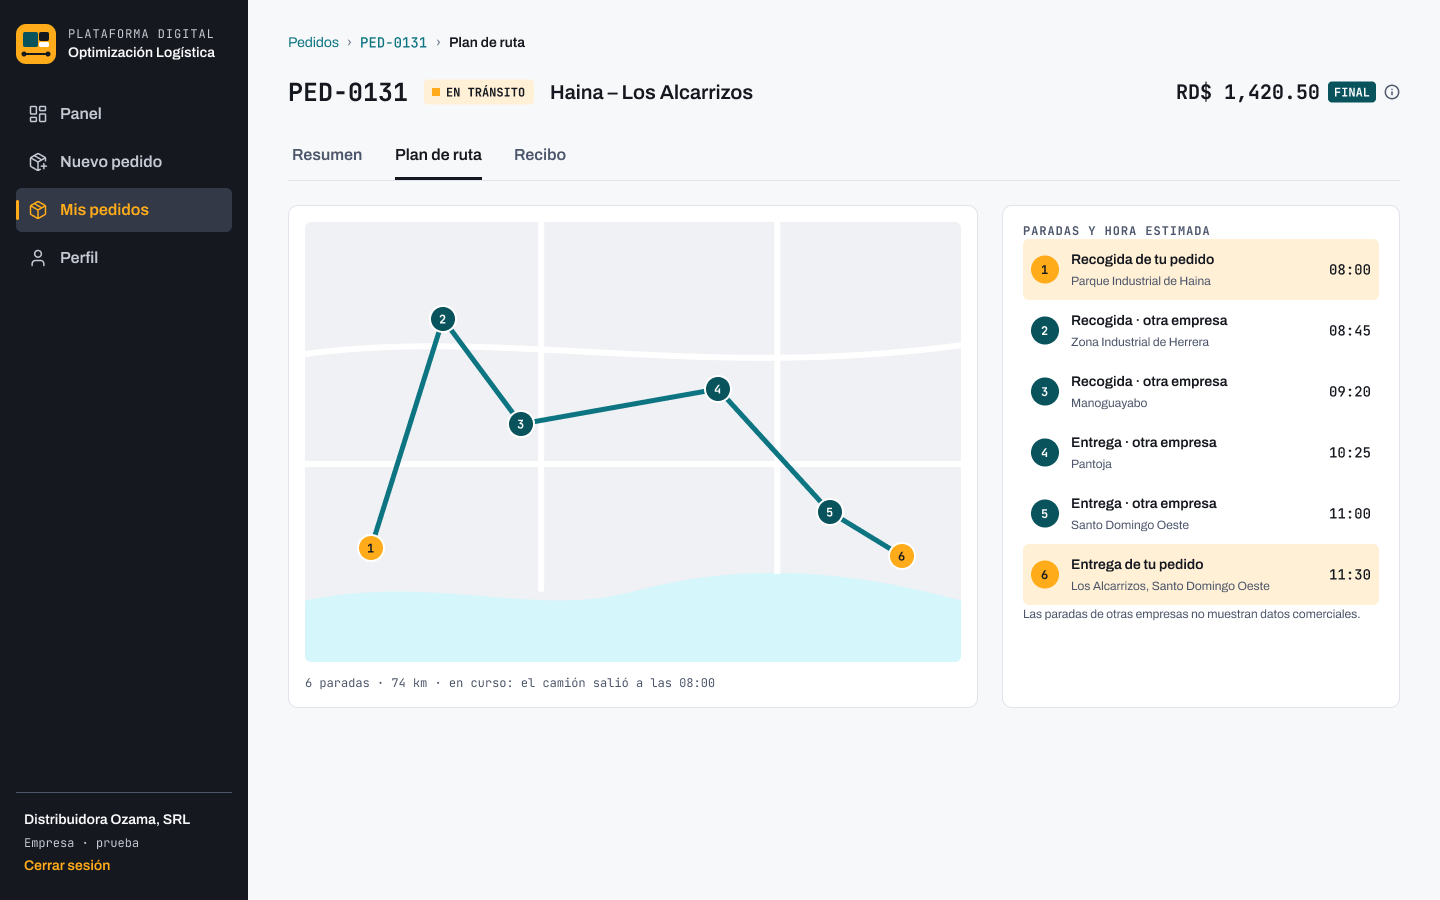 PLATAFORMA DIGITAL
Optimización Logística
Panel
Nuevo pedido
Mis pedidos
Perfil
Distribuidora Ozama, SRL
Empresa · prueba
Cerrar sesión
Pedidos › PED-0131 › Plan de ruta
PED-0131 EN TRÁNSITO Haina – Los Alcarrizos RD$ 1,420.50 FINAL
Resumen Plan de ruta Recibo
2
4
3
5
1
6
6 paradas · 74 km · en curso: el camión salió a las 08:00
PARADAS Y HORA ESTIMADA
1 Recogida de tu pedido 08:00
Parque Industrial de Haina
2 Recogida · otra empresa 08:45
Zona Industrial de Herrera
3 Recogida · otra empresa 09:20
Manoguayabo
4 Entrega · otra empresa 10:25
Pantoja
5 Entrega · otra empresa 11:00
Santo Domingo Oeste
6 Entrega de tu pedido 11:30
Los Alcarrizos, Santo Domingo Oeste
Las paradas de otras empresas no muestran datos comerciales.